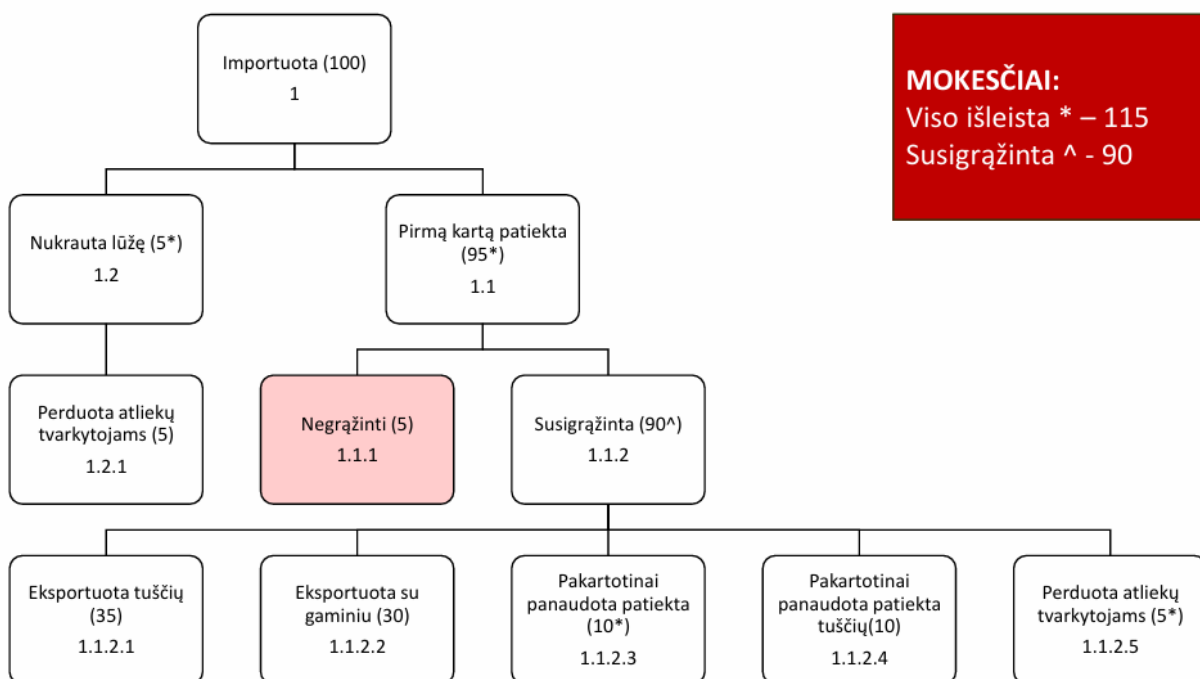 Importuota (100)
1
MOKESČIAI:
Viso išleista * – 115
Susigrąžinta ^ - 90
Nukrauta lūžę (5*)
1.2
Pirmą kartą patiekta
(95*)
1.1
Perduota atliekų
tvarkytojams (5)
1.2.1
Negrąžinti (5)
1.1.1
Susigrąžinta (90^)
1.1.2
Eksportuota tuščių
(35)
1.1.2.1
Eksportuota su
gaminiu (30)
1.1.2.2
Pakartotinai
panaudota patiekta
(10*)
1.1.2.3
Pakartotinai
panaudota patiekta
tuščių(10)
1.1.2.4
Perduota atliekų
tvarkytojams (5*)
1.1.2.5